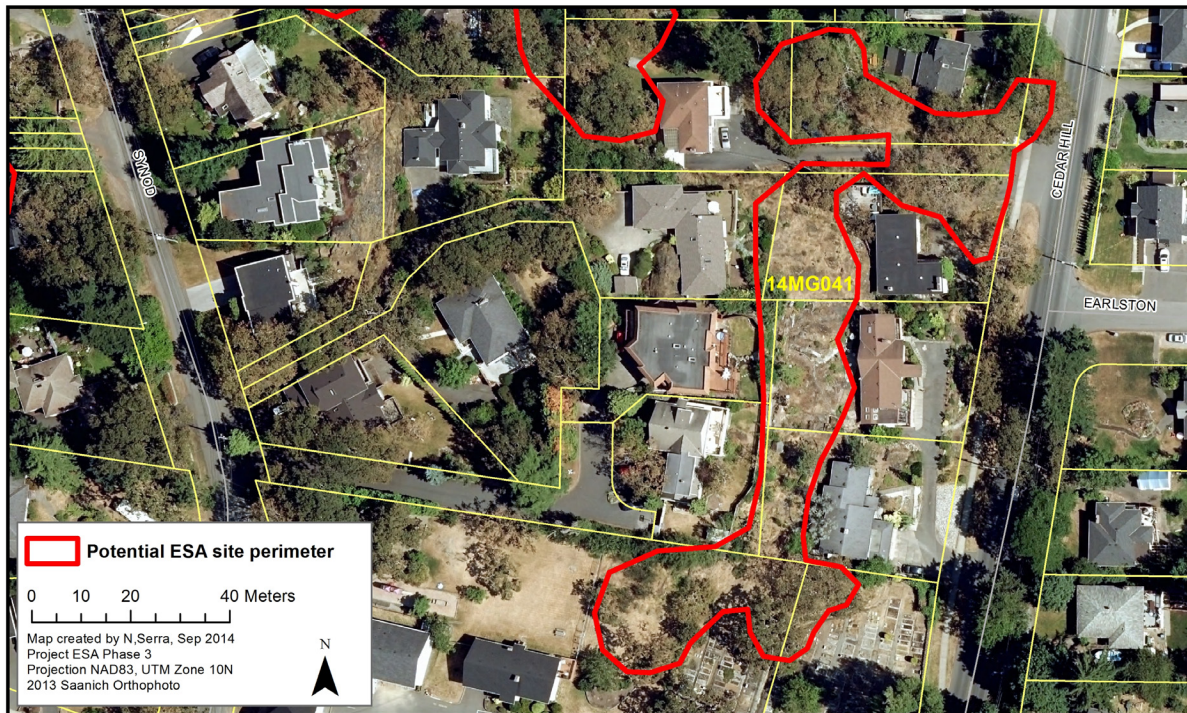 SYNOD
CEDAR HILL
14MG041
EARLSTON
Potential ESA site perimeter
0 10 20 40 Meters
Map created by N,Serra, Sep 2014
Project ESA Phase 3
Projection NAD83, UTM Zone 10N
2013 Saanich Orthophoto
N